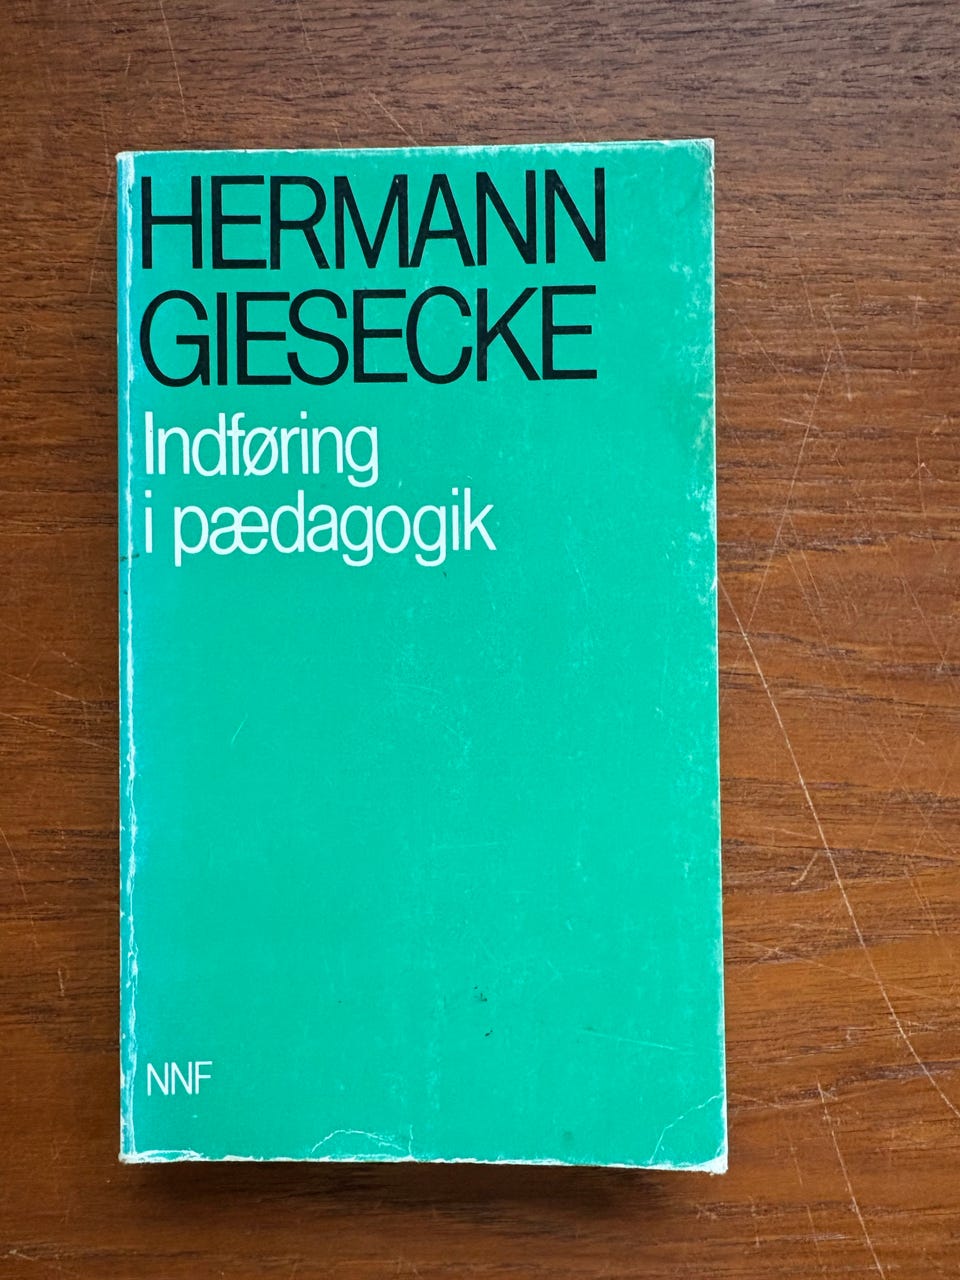 HERMANN
GIESECKE
Indføring
i pædagogik
NNF